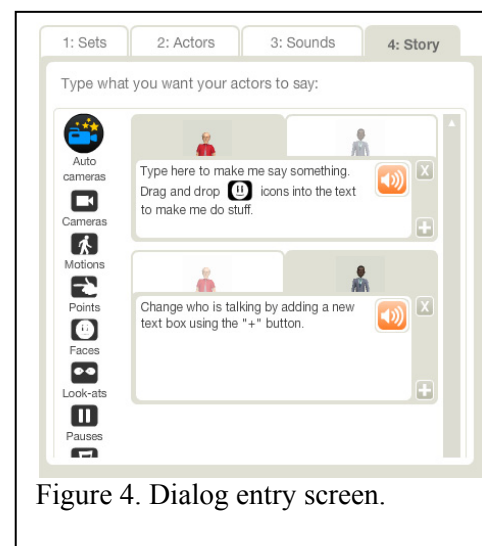 1: Sets
2: Actors
3: Sounds
4: Story
Type what you want your actors to say:
Auto
cameras
Cameras
Motions
Points
Faces
Look-ats
Pauses
Type here to make me say something.
Drag and drop icons into the text
to make me do stuff.
X
+
Change who is talking by adding a new
text box using the "+" button.
X
+
Figure 4. Dialog entry screen.